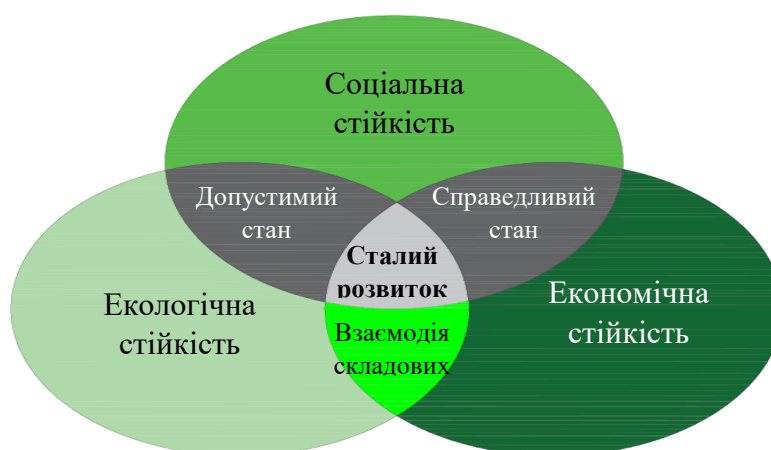 Соціальна
стійкість
Допустимий
стан
Справедливий
стан
Сталий
розвиток
Екологічна
стійкість
Економічна
стійкість
Взаємодія
складових